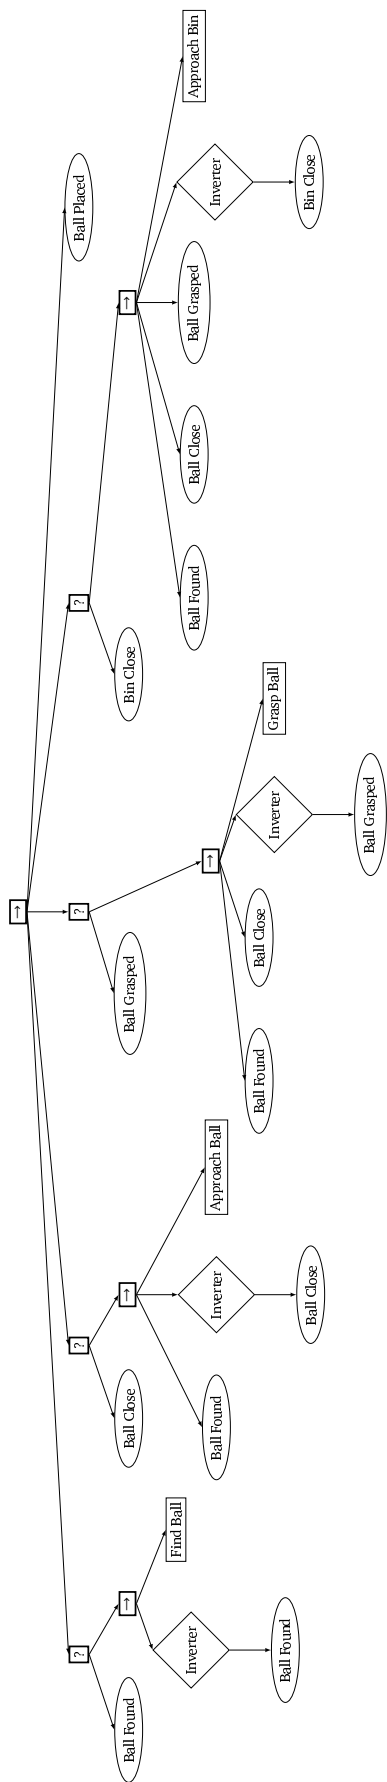 →
?
?
?
?
Ball Placed
Ball Found
→
Ball Close
→
Ball Grasped
Bin Close
→
Inverter
Find Ball
Ball Found
Inverter
Approach Ball
→
Ball Found
Ball Close
Ball Grasped
Inverter
Approach Bin
Ball Found
Ball Close
Ball Found
Ball Close
Inverter
Grasp Ball
Bin Close
Ball Grasped